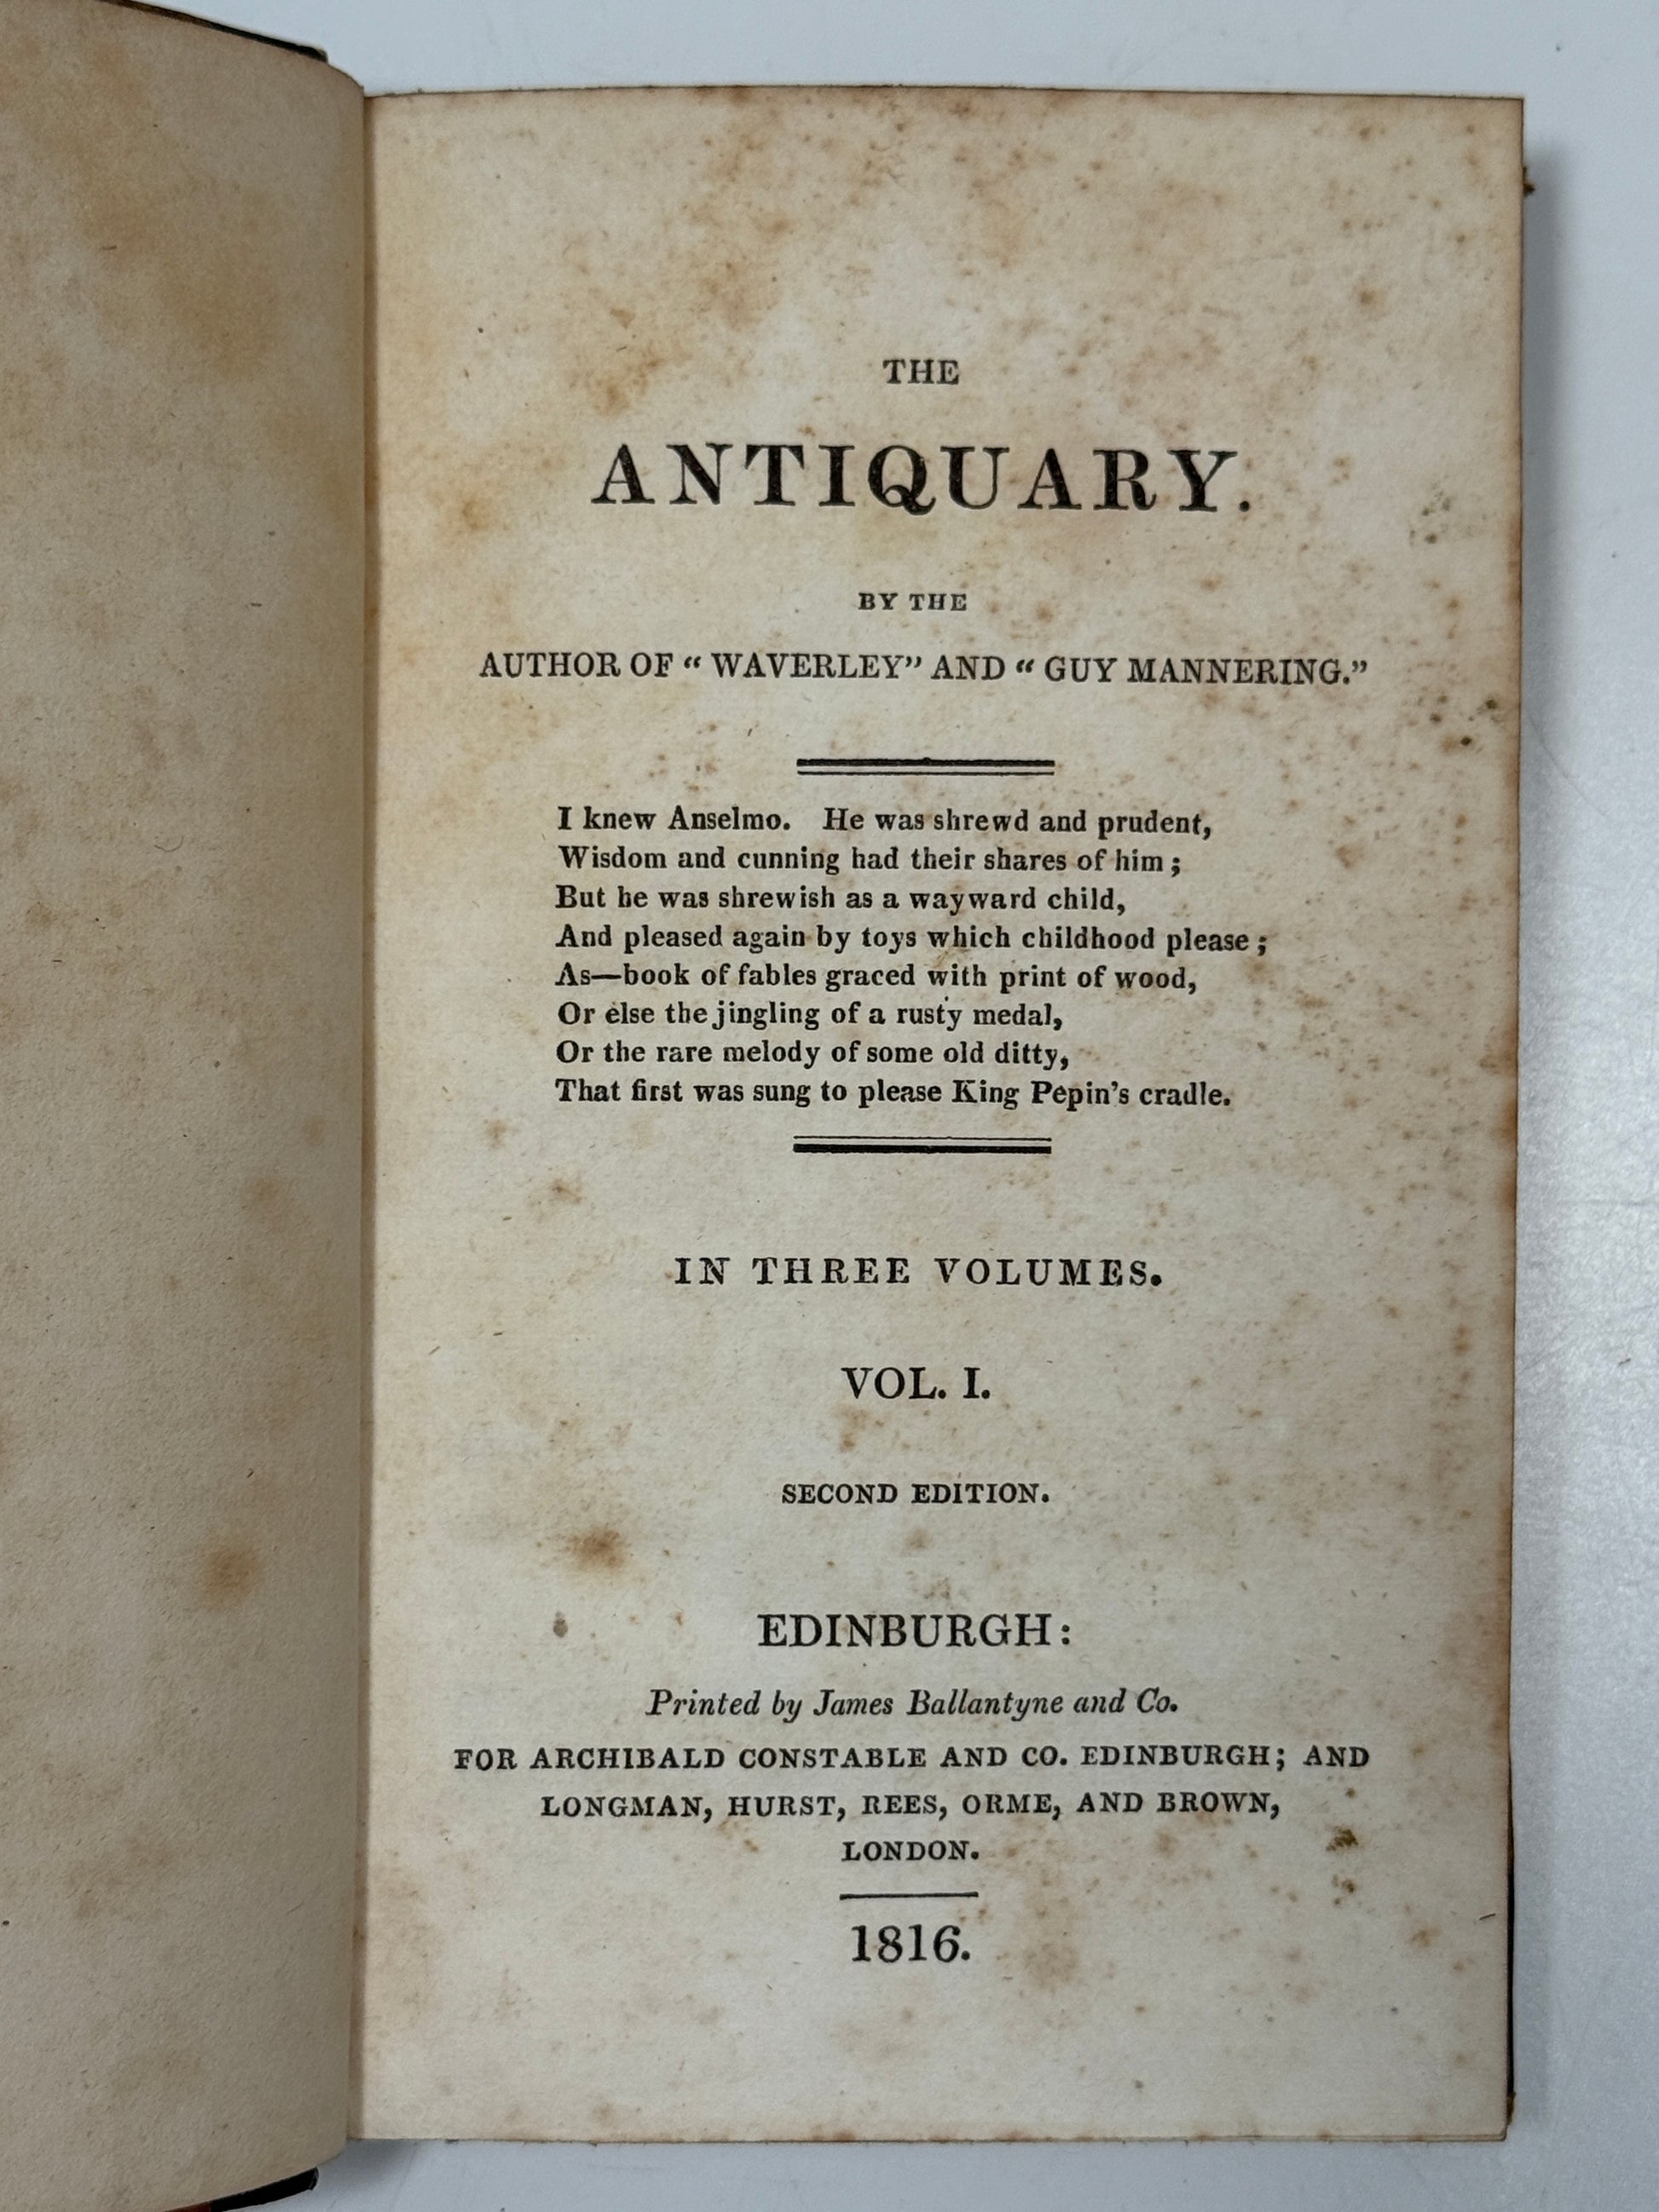 THE
ANTIQUARY.
BY THE
AUTHOR OF “ WAVERLEY” AND “ GUY MANNERING.”
I knew Anselmo. He was shrewd and prudent,
Wisdom and cunning had their shares of him ;
But he was shrewish as a wayward child,
And pleased again by toys which childhood please ;
As—book of fables graced with print of wood,
Or else the jingling of a rusty medal,
Or the rare melody of some old ditty,
That first was sung to please King Pepin’s cradle.
IN THREE VOLUMES.
VOL. I.
SECOND EDITION.
EDINBURGH:
Printed by James Ballantyne and Co.
FOR ARCHIBALD CONSTABLE AND CO. EDINBURGH; AND
LONGMAN, HURST, REES, ORME, AND BROWN,
LONDON.
1816.